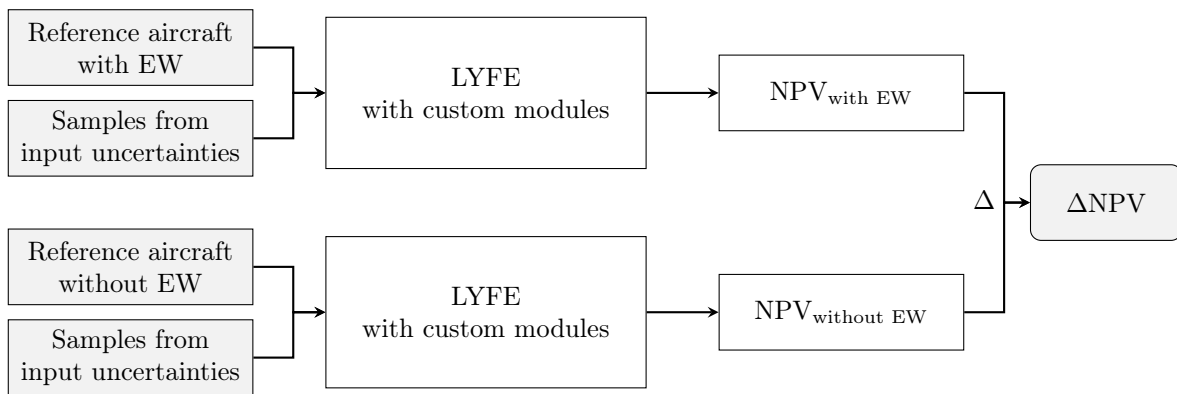 Reference aircraft
with EW
Samples from
input uncertainties
LYFE
with custom modules
NPVwith EW
Δ
ΔNPV
Reference aircraft
without EW
Samples from
input uncertainties
LYFE
with custom modules
NPVwithout EW